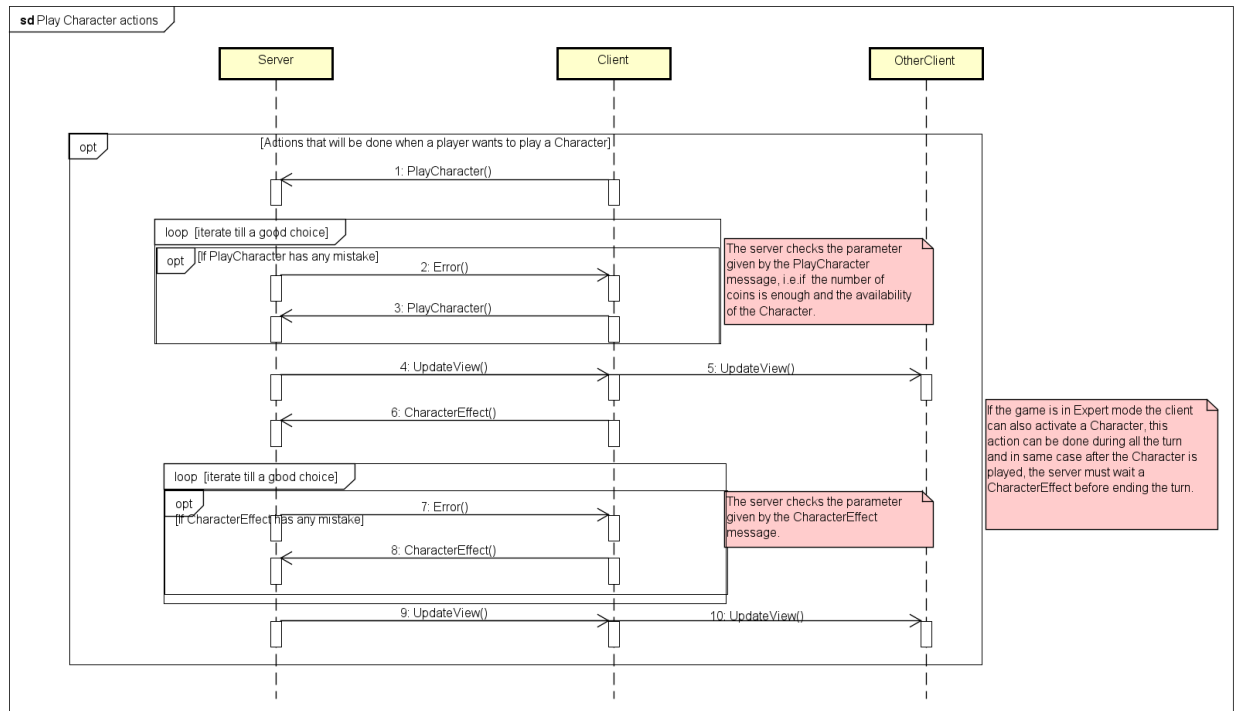 sd Play Character actions
Server
Client
OtherClient
opt
[Actions that will be done when a player wants to play a Character]
1: PlayCharacter()
loop [iterate till a good choice]
opt
[If PlayCharacter has any mistake]
2: Error()
3: PlayCharacter()
The server checks the parameter
given by the PlayCharacter
message, i.e.if the number of
coins is enough and the availability
of the Character.
4: UpdateView()
5: UpdateView()
6: CharacterEffect()
If the game is in Expert mode the client
can also activate a Character, this
action can be done during all the turn
and in same case after the Character is
played, the server must wait a
CharacterEffect before ending the turn.
loop [iterate till a good choice]
opt
[If CharacterEffect has any mistake]
7: Error()
8: CharacterEffect()
The server checks the parameter
given by the CharacterEffect
message.
9: UpdateView()
10: UpdateView()